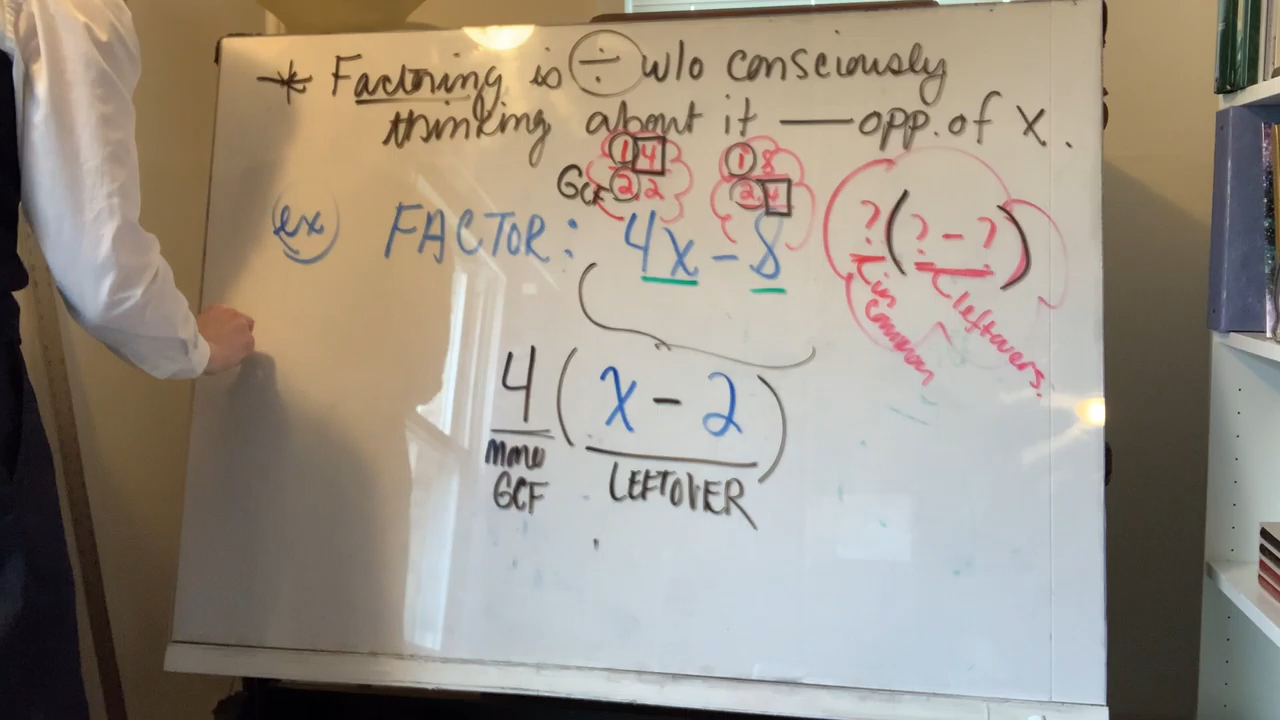 * Factoring is ÷ w/o consciously
thinking about it — opp. of x.
1 4 1 8
GCF 2 2 2 4
ex) FACTOR: 4x - 8 ?(? - ?)
in common leftovers.
4(x - 2)
mono LEFTOVER
GCF